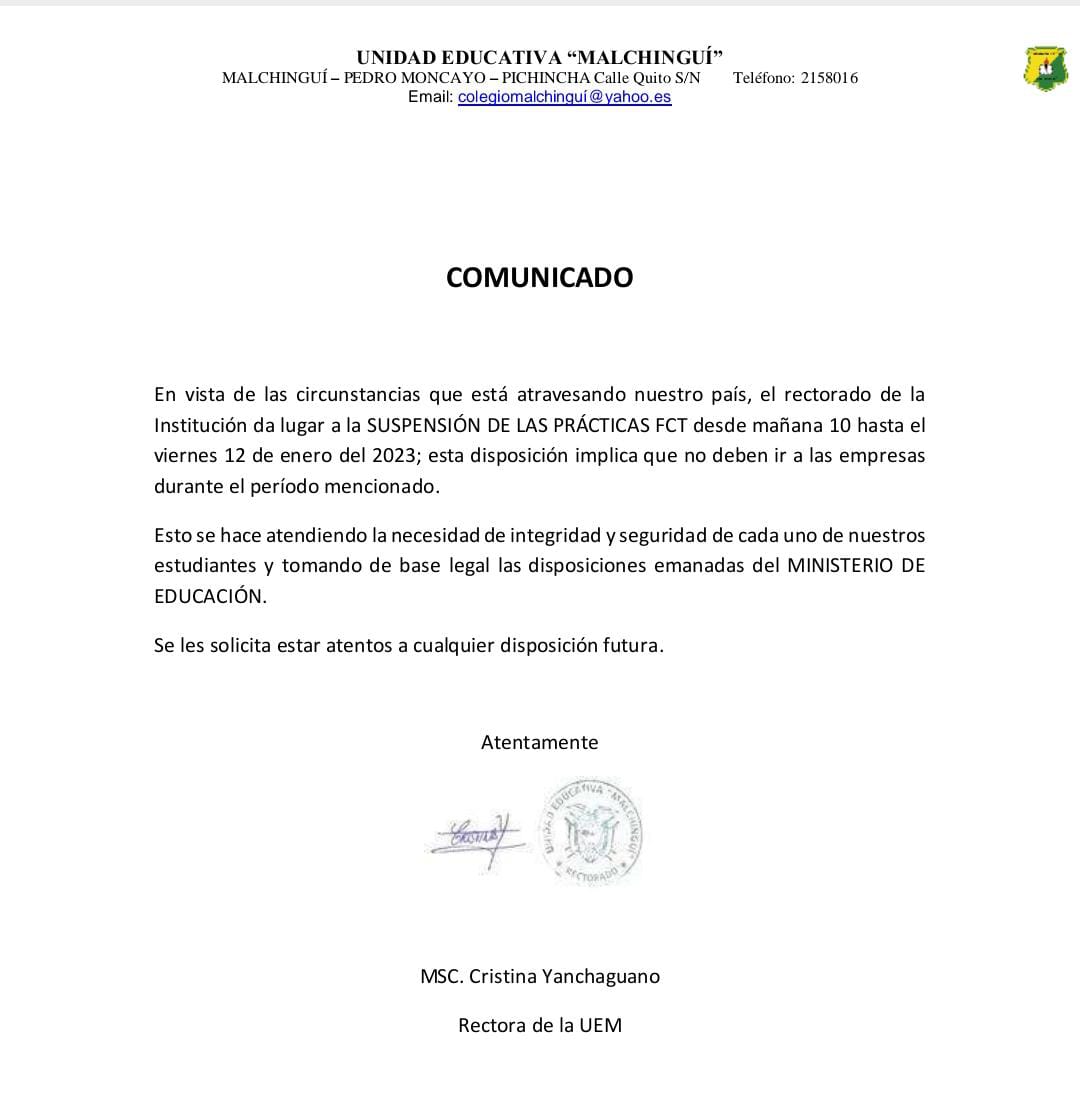 UNIDAD EDUCATIVA “MALCHINGUÍ”
MALCHINGUÍ – PEDRO MONCAYO – PICHINCHA Calle Quito S/N Teléfono: 2158016
Email: colegiomalchinguí@yahoo.es
COMUNICADO
En vista de las circunstancias que está atravesando nuestro país, el rectorado de la
Institución da lugar a la SUSPENSIÓN DE LAS PRÁCTICAS FCT desde mañana 10 hasta el
viernes 12 de enero del 2023; esta disposición implica que no deben ir a las empresas
durante el período mencionado.
Esto se hace atendiendo la necesidad de integridad y seguridad de cada uno de nuestros
estudiantes y tomando de base legal las disposiciones emanadas del MINISTERIO DE
EDUCACIÓN.
Se les solicita estar atentos a cualquier disposición futura.
Atentamente
UNIDAD EDUCATIVA "MALCHINGUI"
RECTORADO
MSC. Cristina Yanchaguano
Rectora de la UEM